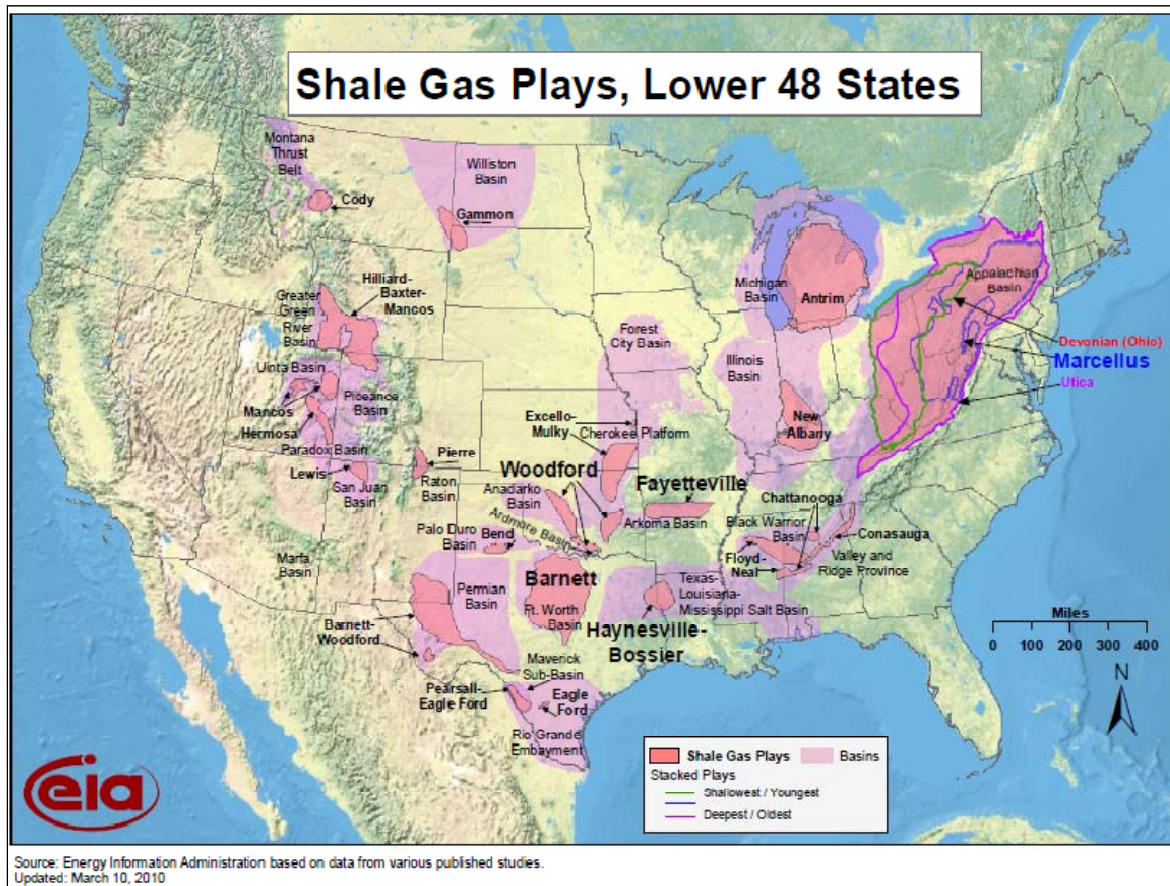 Shale Gas Plays, Lower 48 States
Montana
Thrust
Belt
Cody
Williston
Basin
Gammon
Hilliard-
Baxter-
Mancos
Greater
Green
River
Basin
Uinta Basin
Mancos
Piceance
Basin
Hermosa
Paradox Basin
Lewis
San Juan
Basin
Pierre
Raton
Basin
Excello-
Mulky
Cherokee Platform
Forest
City Basin
Illinois
Basin
Michigan
Basin
Antrim
New
Albany
Appalachian
Basin
Devonian (Ohio)
Marcellus
Utica
Woodford
Anadarko
Basin
Ardmore Basin
Fayetteville
Arkoma Basin
Chattanooga
Black Warrior
Basin
Conasauga
Floyd-
Neal
Valley and
Ridge Province
Palo Duro
Basin
Bend
Marfa
Basin
Permian
Basin
Barnett
Ft. Worth
Basin
Barnett-
Woodford
Texas-
Louisiana-
Mississippi Salt Basin
Haynesville-
Bossier
Maverick
Sub-Basin
Pearsall-
Eagle Ford
Eagle
Ford
Rio Grande
Embayment
Miles
0 100 200 300 400
N
Shale Gas Plays
Basins
Stacked Plays
Shallowest / Youngest
Deepest / Oldest
eia
Source: Energy Information Administration based on data from various published studies.
Updated: March 10, 2010